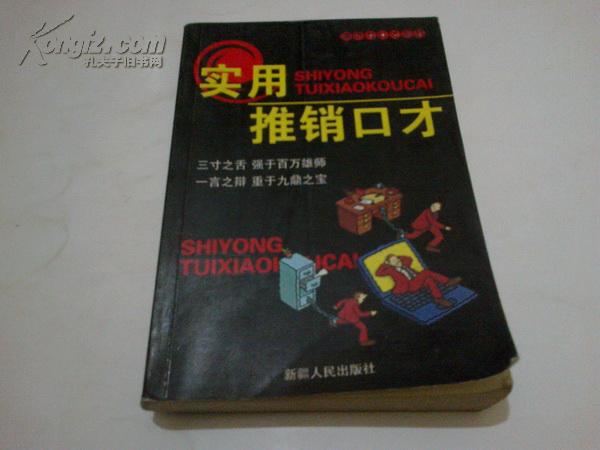 Kongfz.com
孔夫子旧书网
实用
SHIYONG
TUIXIAOKOUCAI
推销口才
三寸之舌 强于百万雄师
一言之辩 重于九鼎之宝
SHIYONG
TUIXIAOKOUCAI
新疆人民出版社